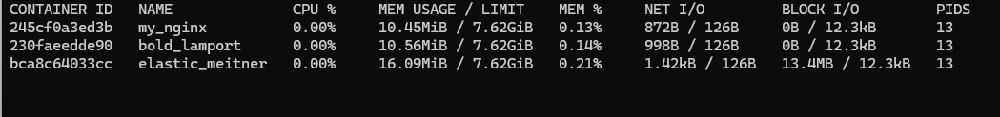 CONTAINER ID   NAME              CPU %     MEM USAGE / LIMIT     MEM %     NET I/O         BLOCK I/O         PIDS
245cf0a3ed3b   my_nginx          0.00%     10.45MiB / 7.62GiB    0.13%     872B / 126B     0B / 12.3kB       13
230faeedde90   bold_lamport      0.00%     10.56MiB / 7.62GiB    0.14%     998B / 126B     0B / 12.3kB       13
bca8c64033cc   elastic_meitner   0.00%     16.09MiB / 7.62GiB    0.21%     1.42kB / 126B   13.4MB / 12.3kB   13